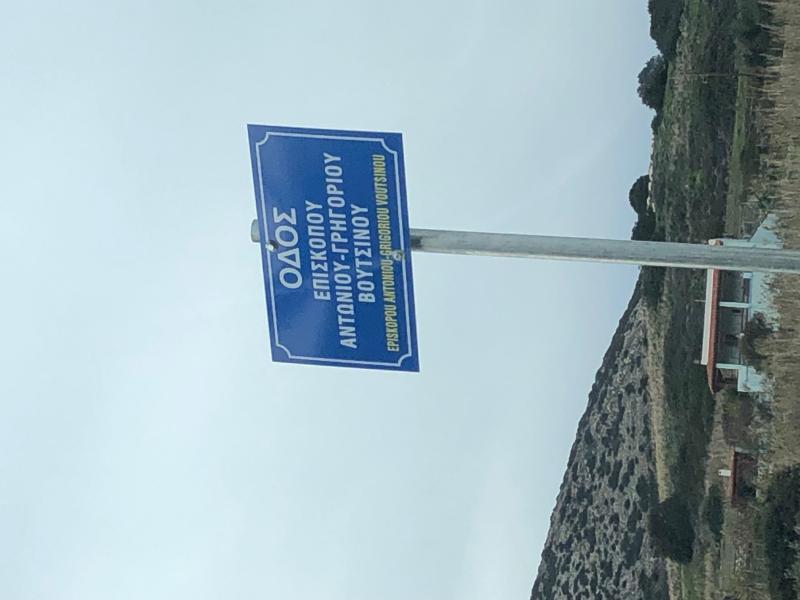 ΟΔΟΣ
ΕΠΙΣΚΟΠΟΥ
ΑΝΤΩΝΙΟΥ-ΓΡΗΓΟΡΙΟΥ
ΒΟΥΤΣΙΝΟΥ
EPISKOPOU ANTONIOU-GRIGORIOU VOUTSINOU